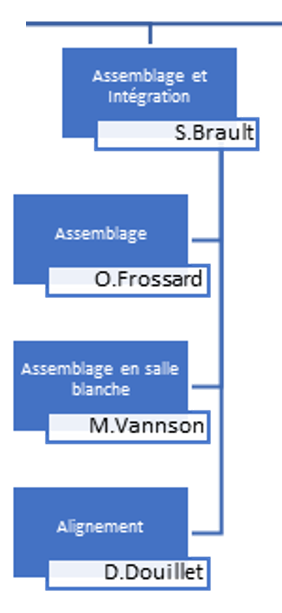 Assemblage et
Intégration
S.Brault
Assemblage
O.Frossard
Assemblage en salle
blanche
M.Vannson
Alignement
D.Douillet